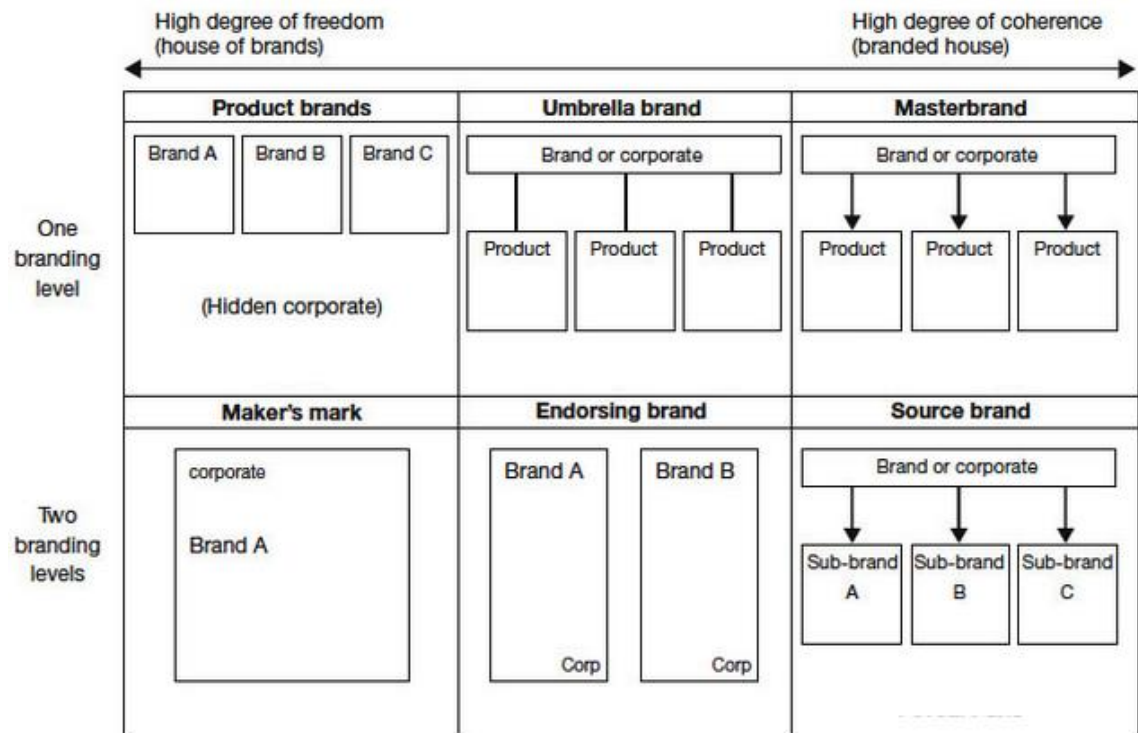 High degree of freedom
(house of brands)
High degree of coherence
(branded house)
Product brands
Umbrella brand
Masterbrand
One
branding
level
Brand A
Brand B
Brand C
(Hidden corporate)
Brand or corporate
Product
Product
Product
Brand or corporate
Product
Product
Product
Maker's mark
Endorsing brand
Source brand
Two
branding
levels
corporate
Brand A
Brand A
Corp
Brand B
Corp
Brand or corporate
Sub-brand
A
Sub-brand
B
Sub-brand
C